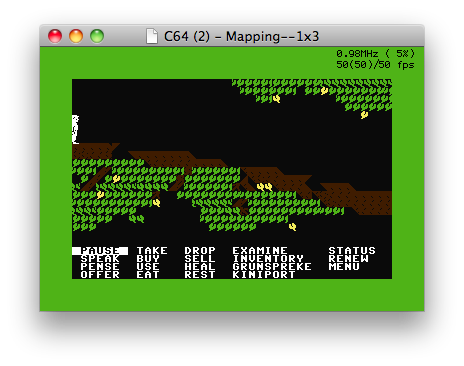 C64 (2) - Mapping--1x3
0.98MHz ( 5%)
50(50)/50 fps
PAUSE TAKE DROP EXAMINE STATUS
SPEAK BUY SELL INVENTORY RENEW
PENSE USE HEAL GRUNSPREKE MENU
OFFER EAT REST KINIPORT